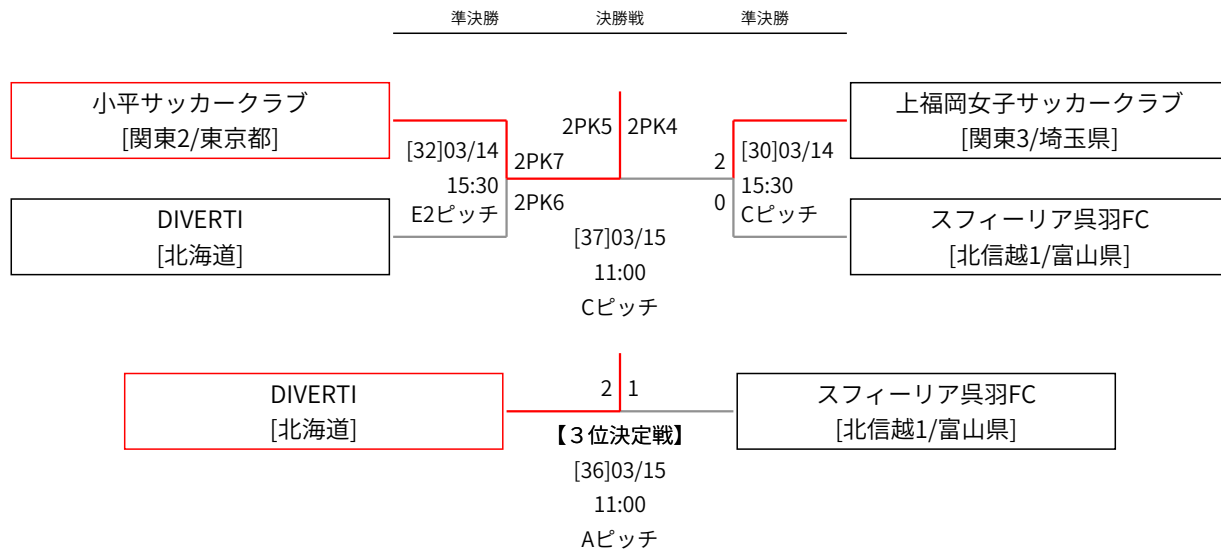 準決勝 決勝戦 準決勝
小平サッカークラブ
[関東2/東京都]
DIVERTI
[北海道]
[32]03/14
15:30
E2ピッチ
2PK7
2PK6
2PK5 2PK4
[37]03/15
11:00
Cピッチ
2
0
[30]03/14
15:30
Cピッチ
上福岡女子サッカークラブ
[関東3/埼玉県]
スフィーリア呉羽FC
[北信越1/富山県]
DIVERTI
[北海道]
2 1
【３位決定戦】
[36]03/15
11:00
Aピッチ
スフィーリア呉羽FC
[北信越1/富山県]